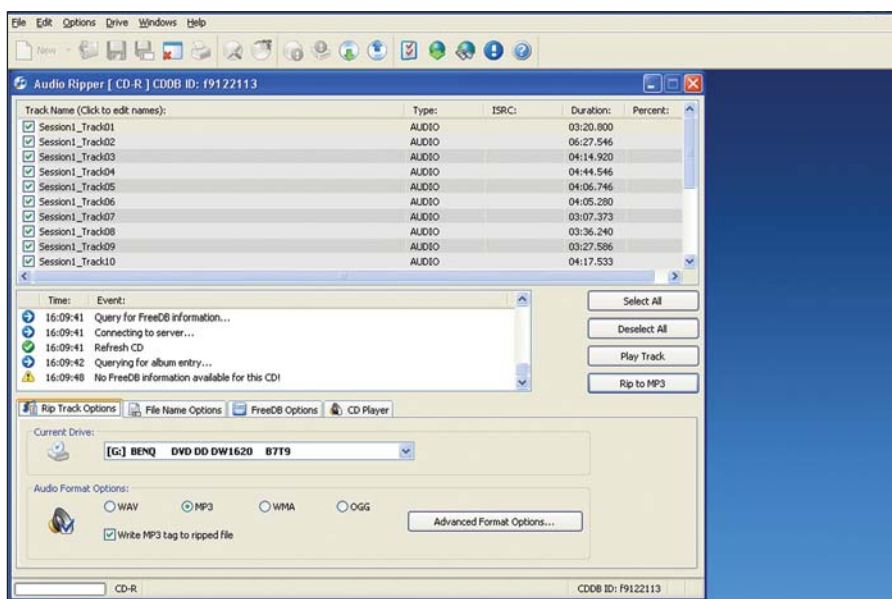 File Edit Options Drive Windows Help
New
Audio Ripper [ CD-R ] CDDB ID: f9122113
Track Name (Click to edit names): Type: ISRC: Duration: Percent:
Session1_Track01 AUDIO 03:20.800
Session1_Track02 AUDIO 06:27.546
Session1_Track03 AUDIO 04:14.920
Session1_Track04 AUDIO 04:44.546
Session1_Track05 AUDIO 04:06.746
Session1_Track06 AUDIO 04:05.280
Session1_Track07 AUDIO 03:07.373
Session1_Track08 AUDIO 03:36.240
Session1_Track09 AUDIO 03:27.586
Session1_Track10 AUDIO 04:17.533
Time: Event:
16:09:41 Query for FreeDB information...
16:09:41 Connecting to server...
16:09:41 Refresh CD
16:09:42 Querying for album entry...
16:09:48 No FreeDB information available for this CD!
Select All
Deselect All
Play Track
Rip to MP3
Rip Track Options File Name Options FreeDB Options CD Player
Current Drive:
[G:] BENQ DVD DD DW1620 B7T9
Audio Format Options:
WAV MP3 WMA OGG
Write MP3 tag to ripped file
Advanced Format Options...
CD-R CDDB ID: f9122113